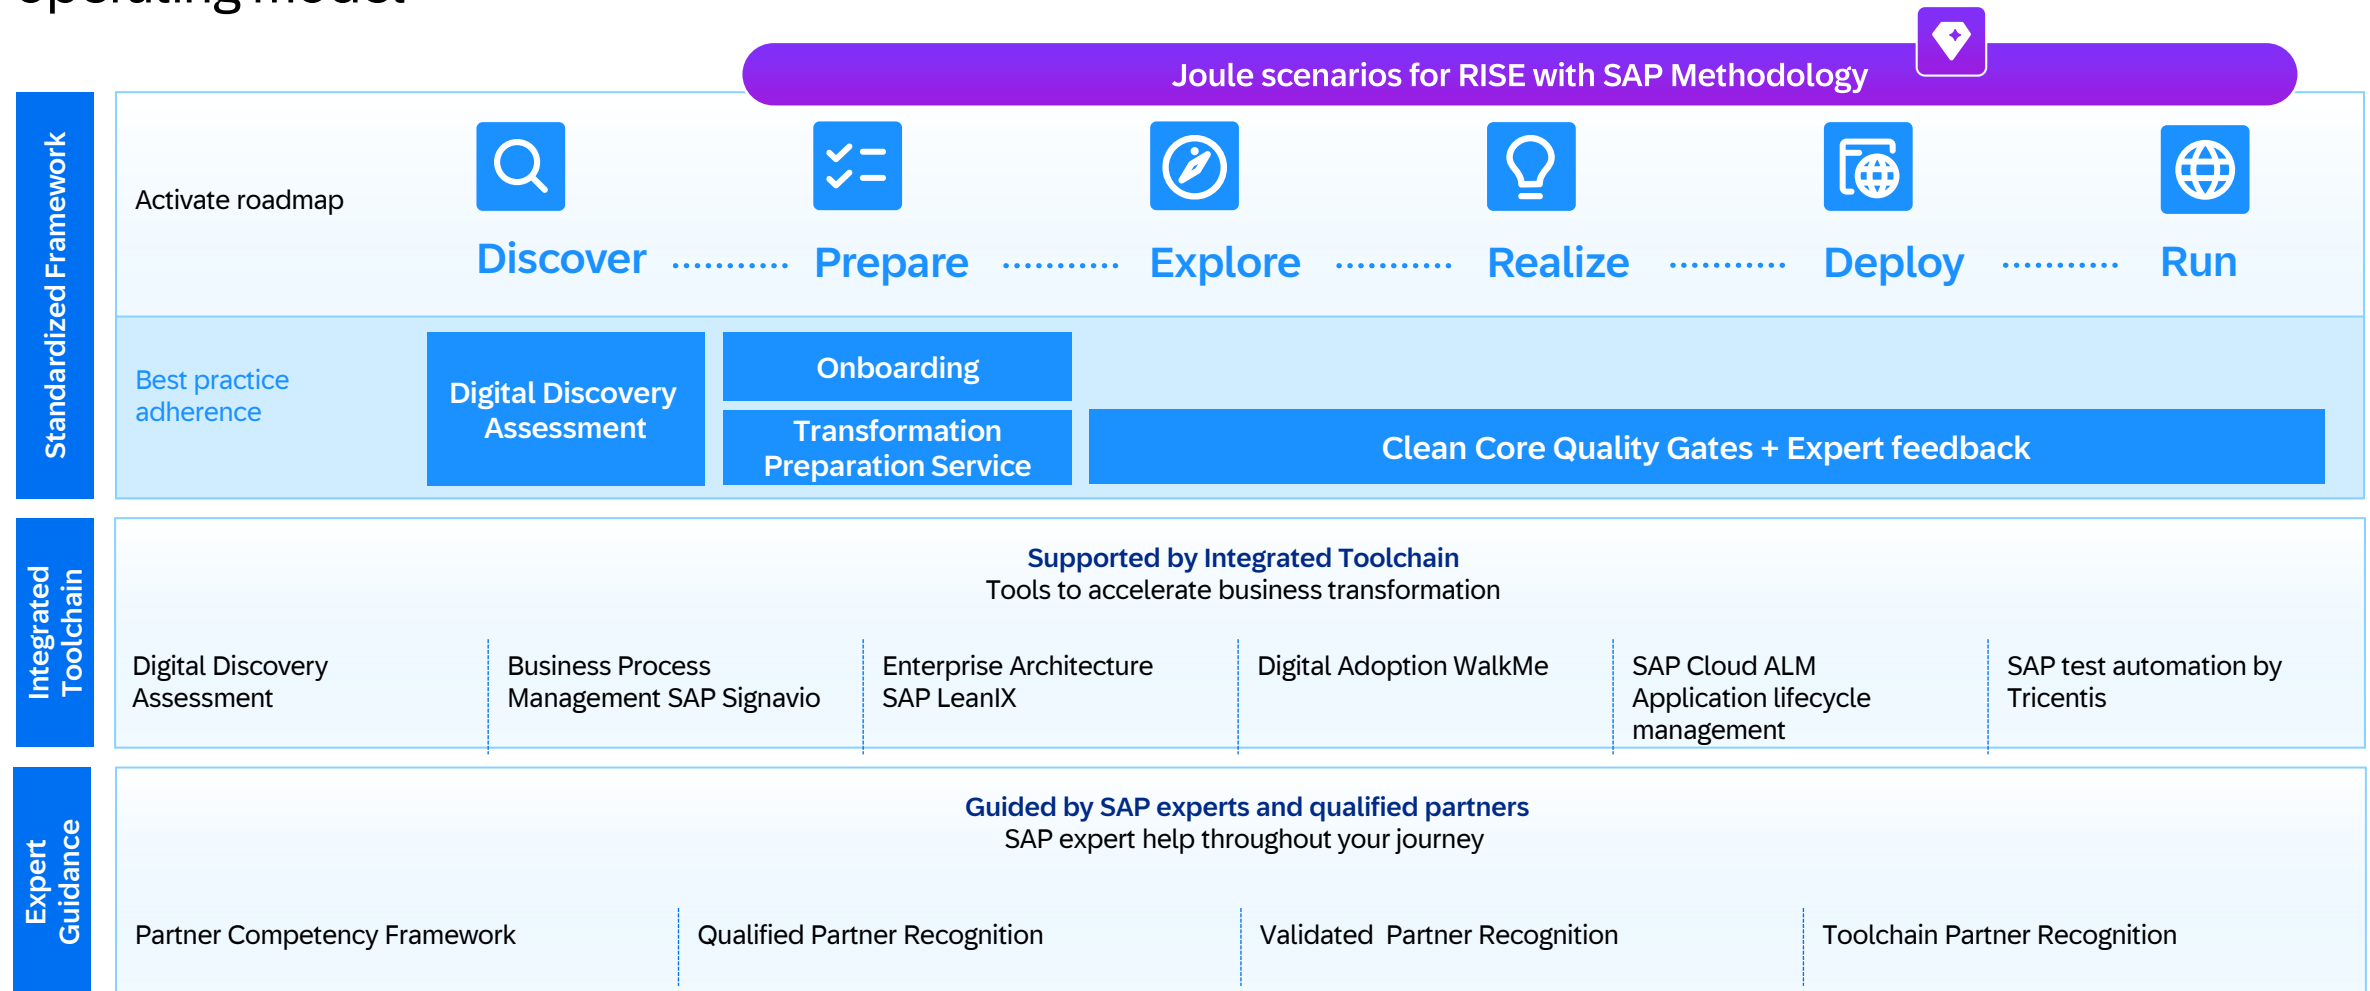 operating model
Joule scenarios for RISE with SAP Methodology
Standardized Framework
Activate roadmap
Discover
Prepare
Explore
Realize
Deploy
Run
Best practice
adherence
Digital Discovery
Assessment
Onboarding
Transformation
Preparation Service
Clean Core Quality Gates + Expert feedback
Integrated
Toolchain
Supported by Integrated Toolchain
Tools to accelerate business transformation
Digital Discovery
Assessment
Business Process
Management SAP Signavio
Enterprise Architecture
SAP LeanIX
Digital Adoption WalkMe
SAP Cloud ALM
Application lifecycle
management
SAP test automation by
Tricentis
Expert
Guidance
Guided by SAP experts and qualified partners
SAP expert help throughout your journey
Partner Competency Framework
Qualified Partner Recognition
Validated  Partner Recognition
Toolchain Partner Recognition